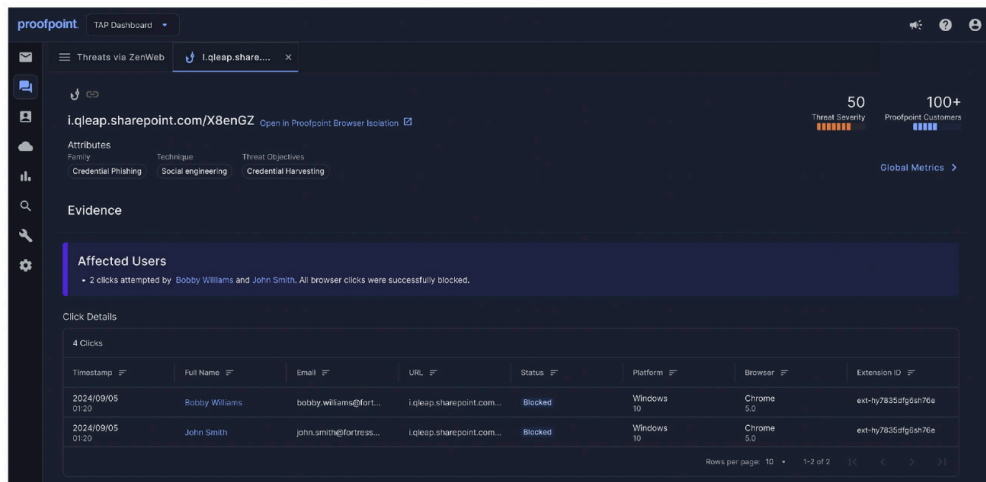 proofpoint. TAP Dashboard
Threats via ZenWeb
i.qleap.share....
i.qleap.sharepoint.com/X8enGZ Open in Proofpoint Browser Isolation
50
Threat Severity
100+
Proofpoint Customers
Attributes
Family Technique Threat Objectives
Credential Phishing Social engineering Credential Harvesting
Global Metrics
Evidence
Affected Users
• 2 clicks attempted by Bobby Williams and John Smith. All browser clicks were successfully blocked.
Click Details
4 Clicks
Timestamp Full Name Email URL Status Platform Browser Extension ID
2024/09/05 01:20 Bobby Williams bobby.williams@fort... i.qleap.sharepoint.com... Blocked Windows 10 Chrome 5.0 ext-hy7835dfg6sh76e
2024/09/05 01:20 John Smith john.smith@fortress... i.qleap.sharepoint.com... Blocked Windows 10 Chrome 5.0 ext-hy7835dfg6sh76e
Rows per page: 10 1-2 of 2